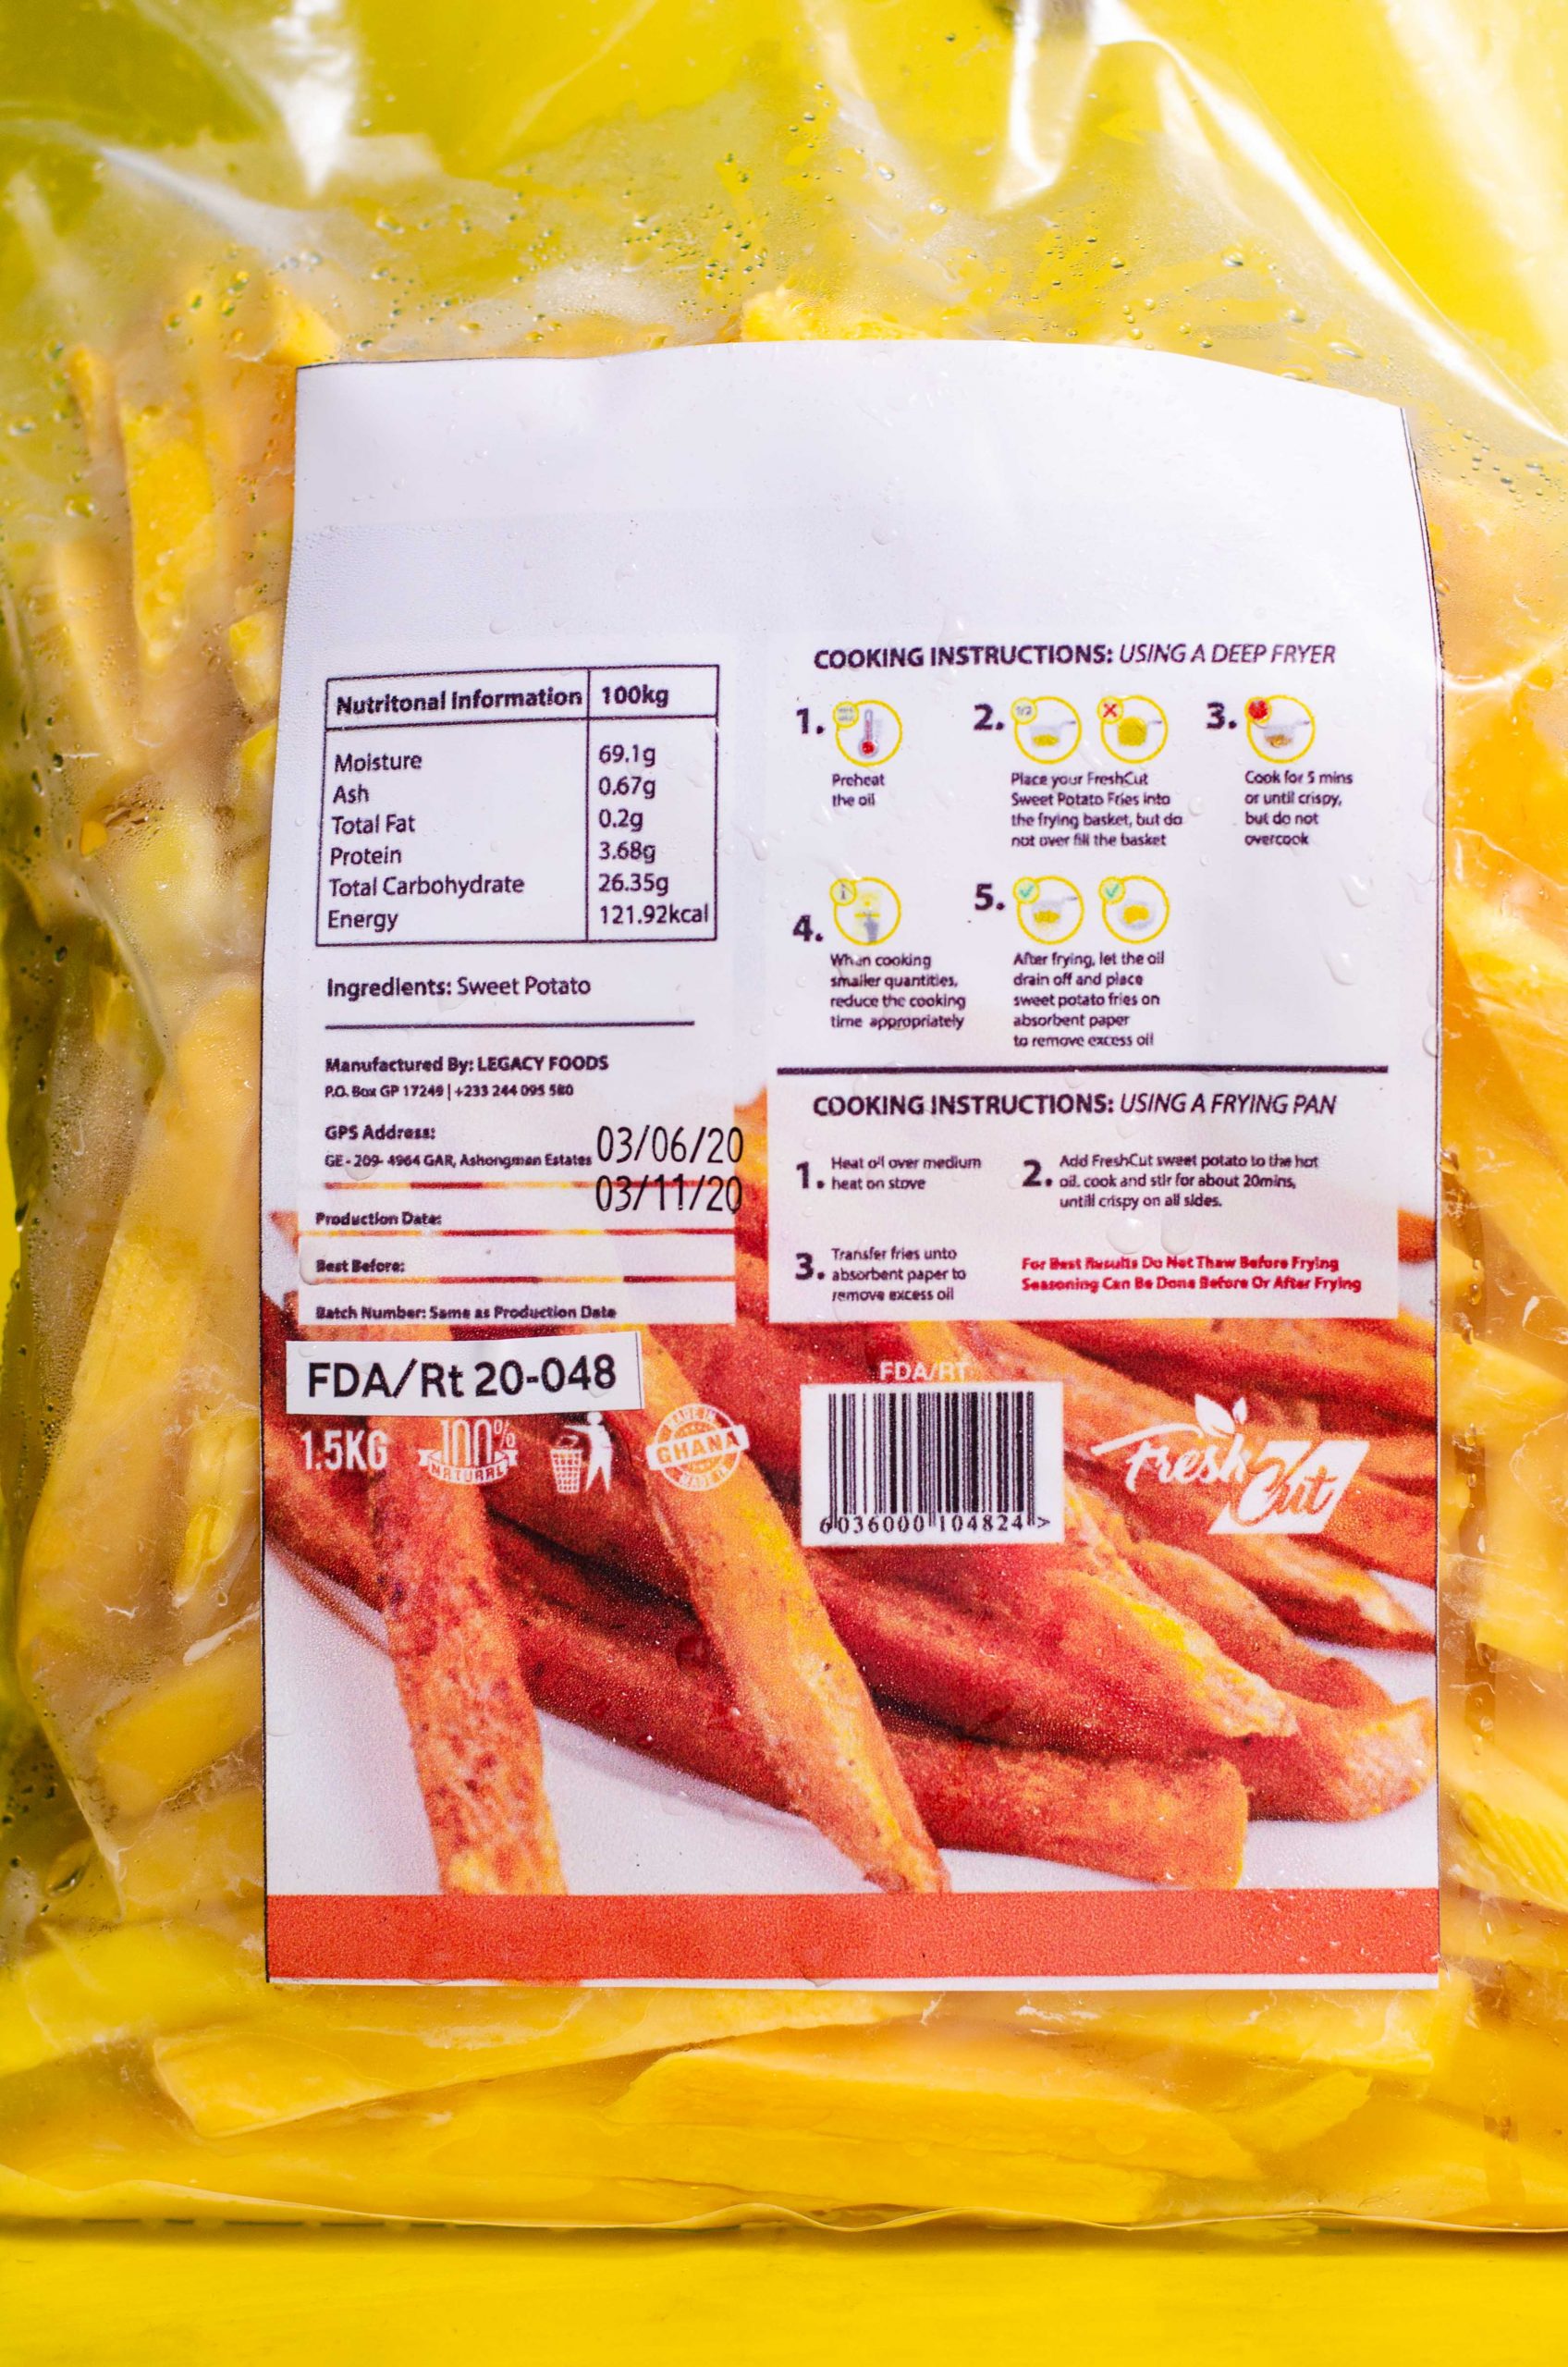 Nutritonal Information 100kg
Moisture 69.1g
Ash 0.67g
Total Fat 0.2g
Protein 3.68g
Total Carbohydrate 26.35g
Energy 121.92kcal
Ingredients: Sweet Potato
Manufactured By: LEGACY FOODS
P.O. Box GP 17249 | +233 244 095 580
GPS Address:
GE - 209- 4964 GAR, Ashongman Estates
03/06/20
03/11/20
Production Date:
Best Before:
Batch Number: Same as Production Date
FDA/Rt 20-048
1.5KG
100%
NATURAL
MADE IN
GHANA
COOKING INSTRUCTIONS: USING A DEEP FRYER
1.
Preheat
the oil
2.
1/2
Place your FreshCut
Sweet Potato Fries into
the frying basket, but do
not over fill the basket
3.
Cook for 5 mins
or until crispy,
but do not
overcook
4.
When cooking
smaller quantities,
reduce the cooking
time appropriately
5.
After frying, let the oil
drain off and place
sweet potato fries on
absorbent paper
to remove excess oil
COOKING INSTRUCTIONS: USING A FRYING PAN
1. Heat oil over medium
heat on stove
2. Add FreshCut sweet potato to the hot
oil. cook and stir for about 20mins,
untill crispy on all sides.
3. Transfer fries unto
absorbent paper to
remove excess oil
For Best Results Do Not Thaw Before Frying
Seasoning Can Be Done Before Or After Frying
FDA/RT
6 036000 104824 >
Fresh
Cut